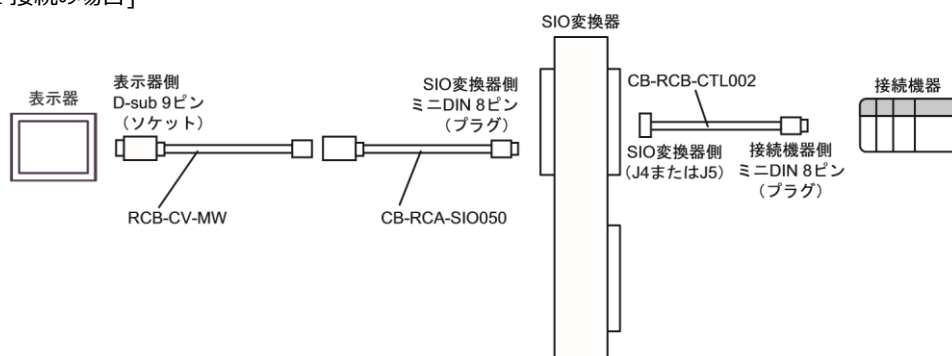 接続の場合］
SIO変換器
表示器
表示器側
D-sub 9ピン
（ソケット）
SIO変換器側
ミニDIN 8ピン
（プラグ）
CB-RCB-CTL002
接続機器
SIO変換器側
（J4またはJ5）
接続機器側
ミニDIN 8ピン
（プラグ）
RCB-CV-MW
CB-RCA-SIO050